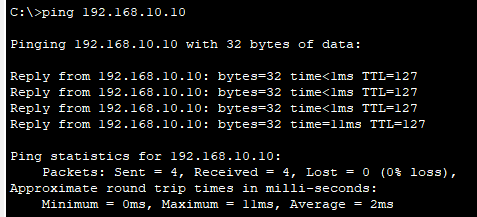 C:\>ping 192.168.10.10
Pinging 192.168.10.10 with 32 bytes of data:
Reply from 192.168.10.10: bytes=32 time<1ms TTL=127
Reply from 192.168.10.10: bytes=32 time<1ms TTL=127
Reply from 192.168.10.10: bytes=32 time<1ms TTL=127
Reply from 192.168.10.10: bytes=32 time=11ms TTL=127
Ping statistics for 192.168.10.10:
    Packets: Sent = 4, Received = 4, Lost = 0 (0% loss),
Approximate round trip times in milli-seconds:
    Minimum = 0ms, Maximum = 11ms, Average = 2ms